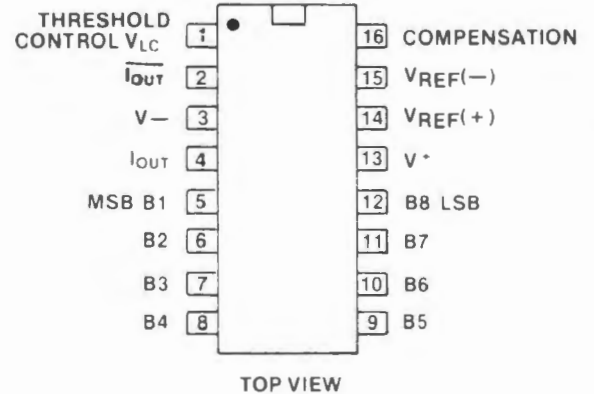 THRESHOLD
CONTROL VLC 1
16 COMPENSATION
IOUT 2
15 VREF(−)
V− 3
14 VREF(+)
IOUT 4
13 V+
MSB B1 5
12 B8 LSB
B2 6
11 B7
B3 7
10 B6
B4 8
9 B5
TOP VIEW